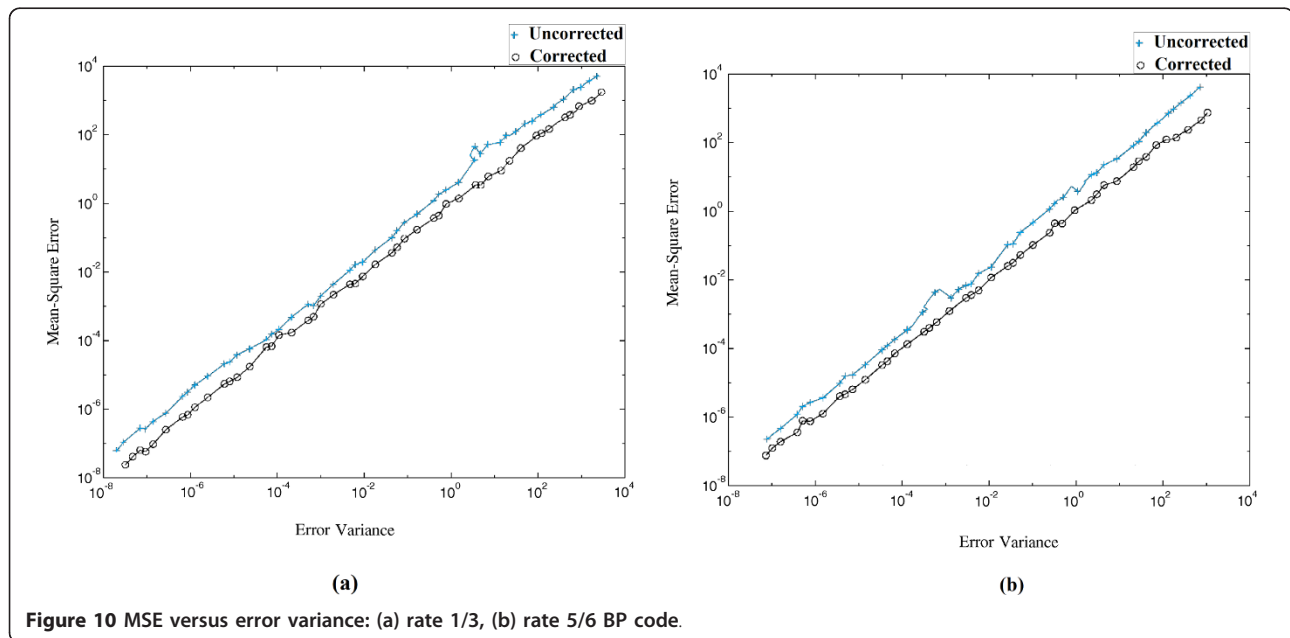 Uncorrected
Corrected
10^4
10^2
10^0
10^-2
10^-4
10^-6
10^-8
Mean-Square Error
10^-8
10^-6
10^-4
10^-2
10^0
10^2
10^4
Error Variance
(a)
Uncorrected
Corrected
10^4
10^2
10^0
10^-2
10^-4
10^-6
10^-8
Mean-Square Error
10^-8
10^-6
10^-4
10^-2
10^0
10^2
10^4
Error Variance
(b)
Figure 10 MSE versus error variance: (a) rate 1/3, (b) rate 5/6 BP code.